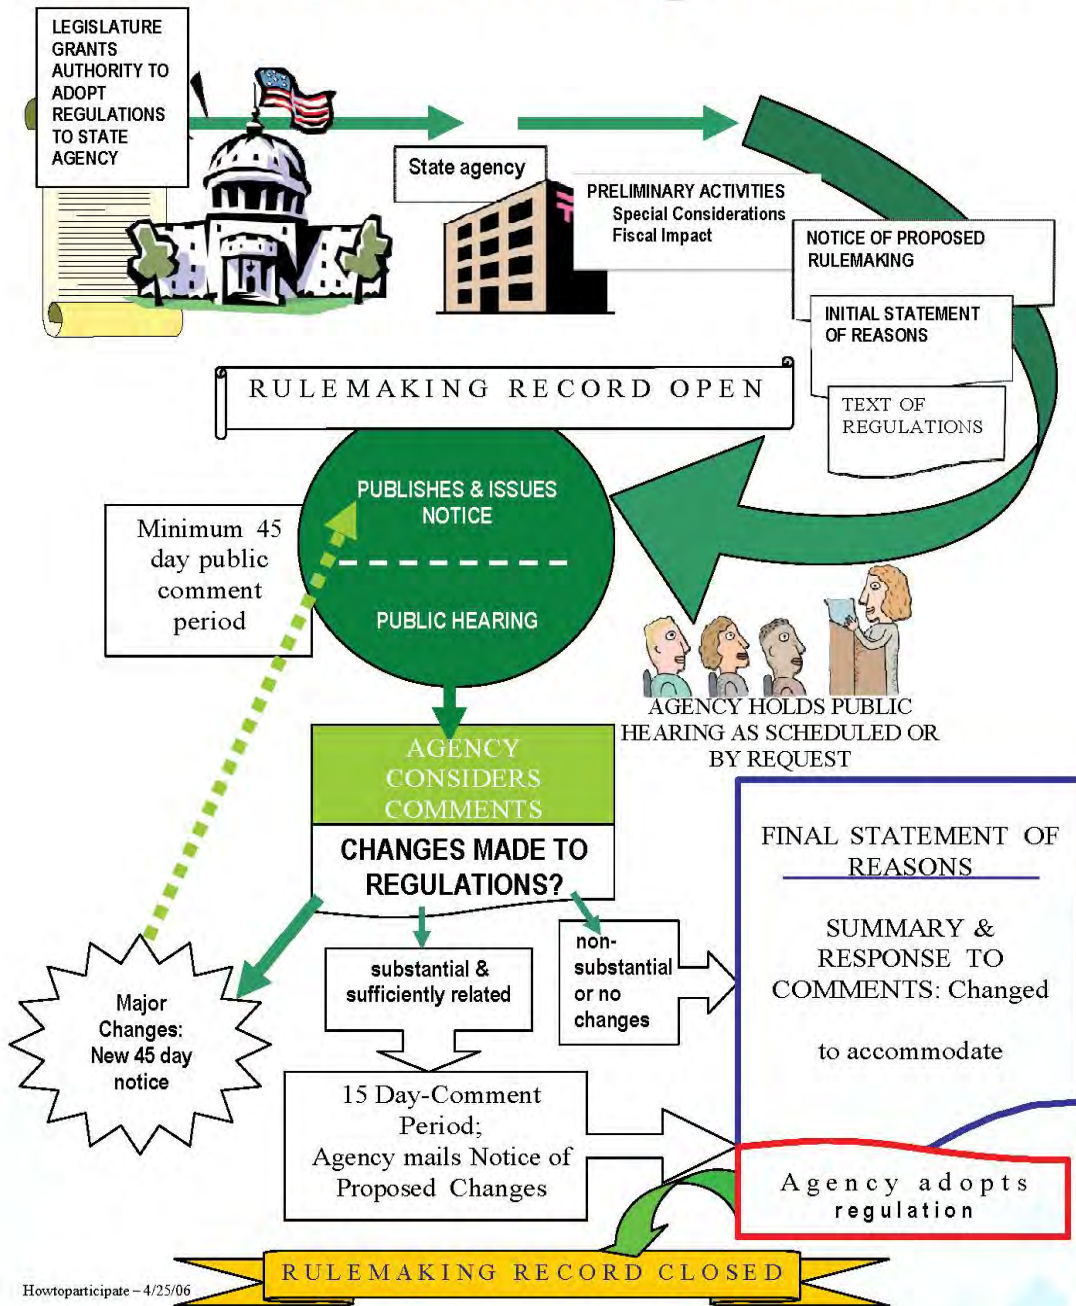 LEGISLATURE
GRANTS
AUTHORITY TO
ADOPT
REGULATIONS
TO STATE
AGENCY
State agency
PRELIMINARY ACTIVITIES
Special Considerations
Fiscal Impact
NOTICE OF PROPOSED
RULEMAKING
INITIAL STATEMENT
OF REASONS
TEXT OF
REGULATIONS
RULEMAKING RECORD OPEN
PUBLISHES & ISSUES
NOTICE
PUBLIC HEARING
Minimum 45
day public
comment
period
AGENCY HOLDS PUBLIC
HEARING AS SCHEDULED OR
BY REQUEST
AGENCY
CONSIDERS
COMMENTS
CHANGES MADE TO
REGULATIONS?
Major
Changes:
New 45 day
notice
substantial &
sufficiently related
non-
substantial
or no
changes
15 Day-Comment
Period;
Agency mails Notice of
Proposed Changes
FINAL STATEMENT OF
REASONS
SUMMARY &
RESPONSE TO
COMMENTS: Changed
to accommodate
Agency adopts
regulation
RULEMAKING RECORD CLOSED
Howtoparticipate – 4/25/06